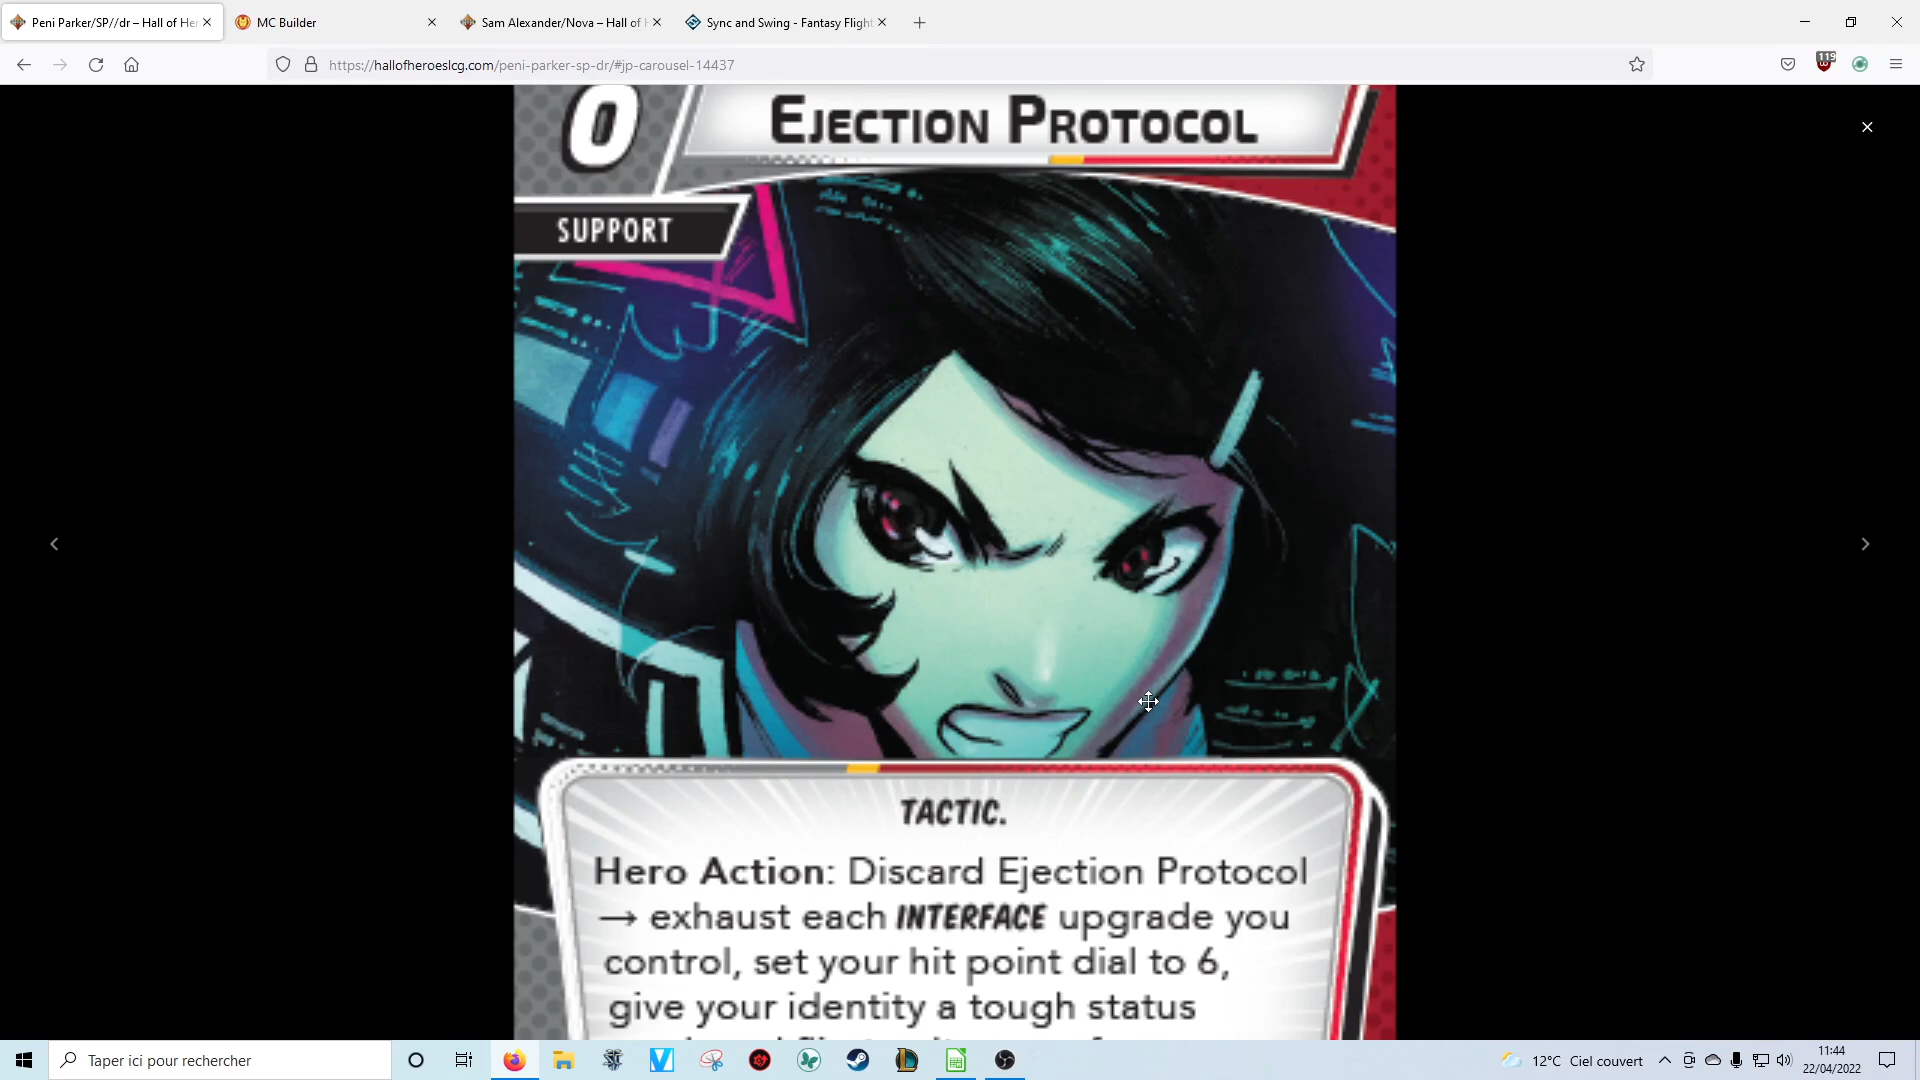 Peni Parker/SP//dr – Hall of Her
MC Builder
Sam Alexander/Nova – Hall of H
Sync and Swing - Fantasy Flight
https://hallofheroeslcg.com/peni-parker-sp-dr/#jp-carousel-14437
119
0
EJECTION PROTOCOL
SUPPORT
TACTIC.
Hero Action: Discard Ejection Protocol
→ exhaust each INTERFACE upgrade you
control, set your hit point dial to 6,
give your identity a tough status
Taper ici pour rechercher
12°C Ciel couvert
11:44
22/04/2022